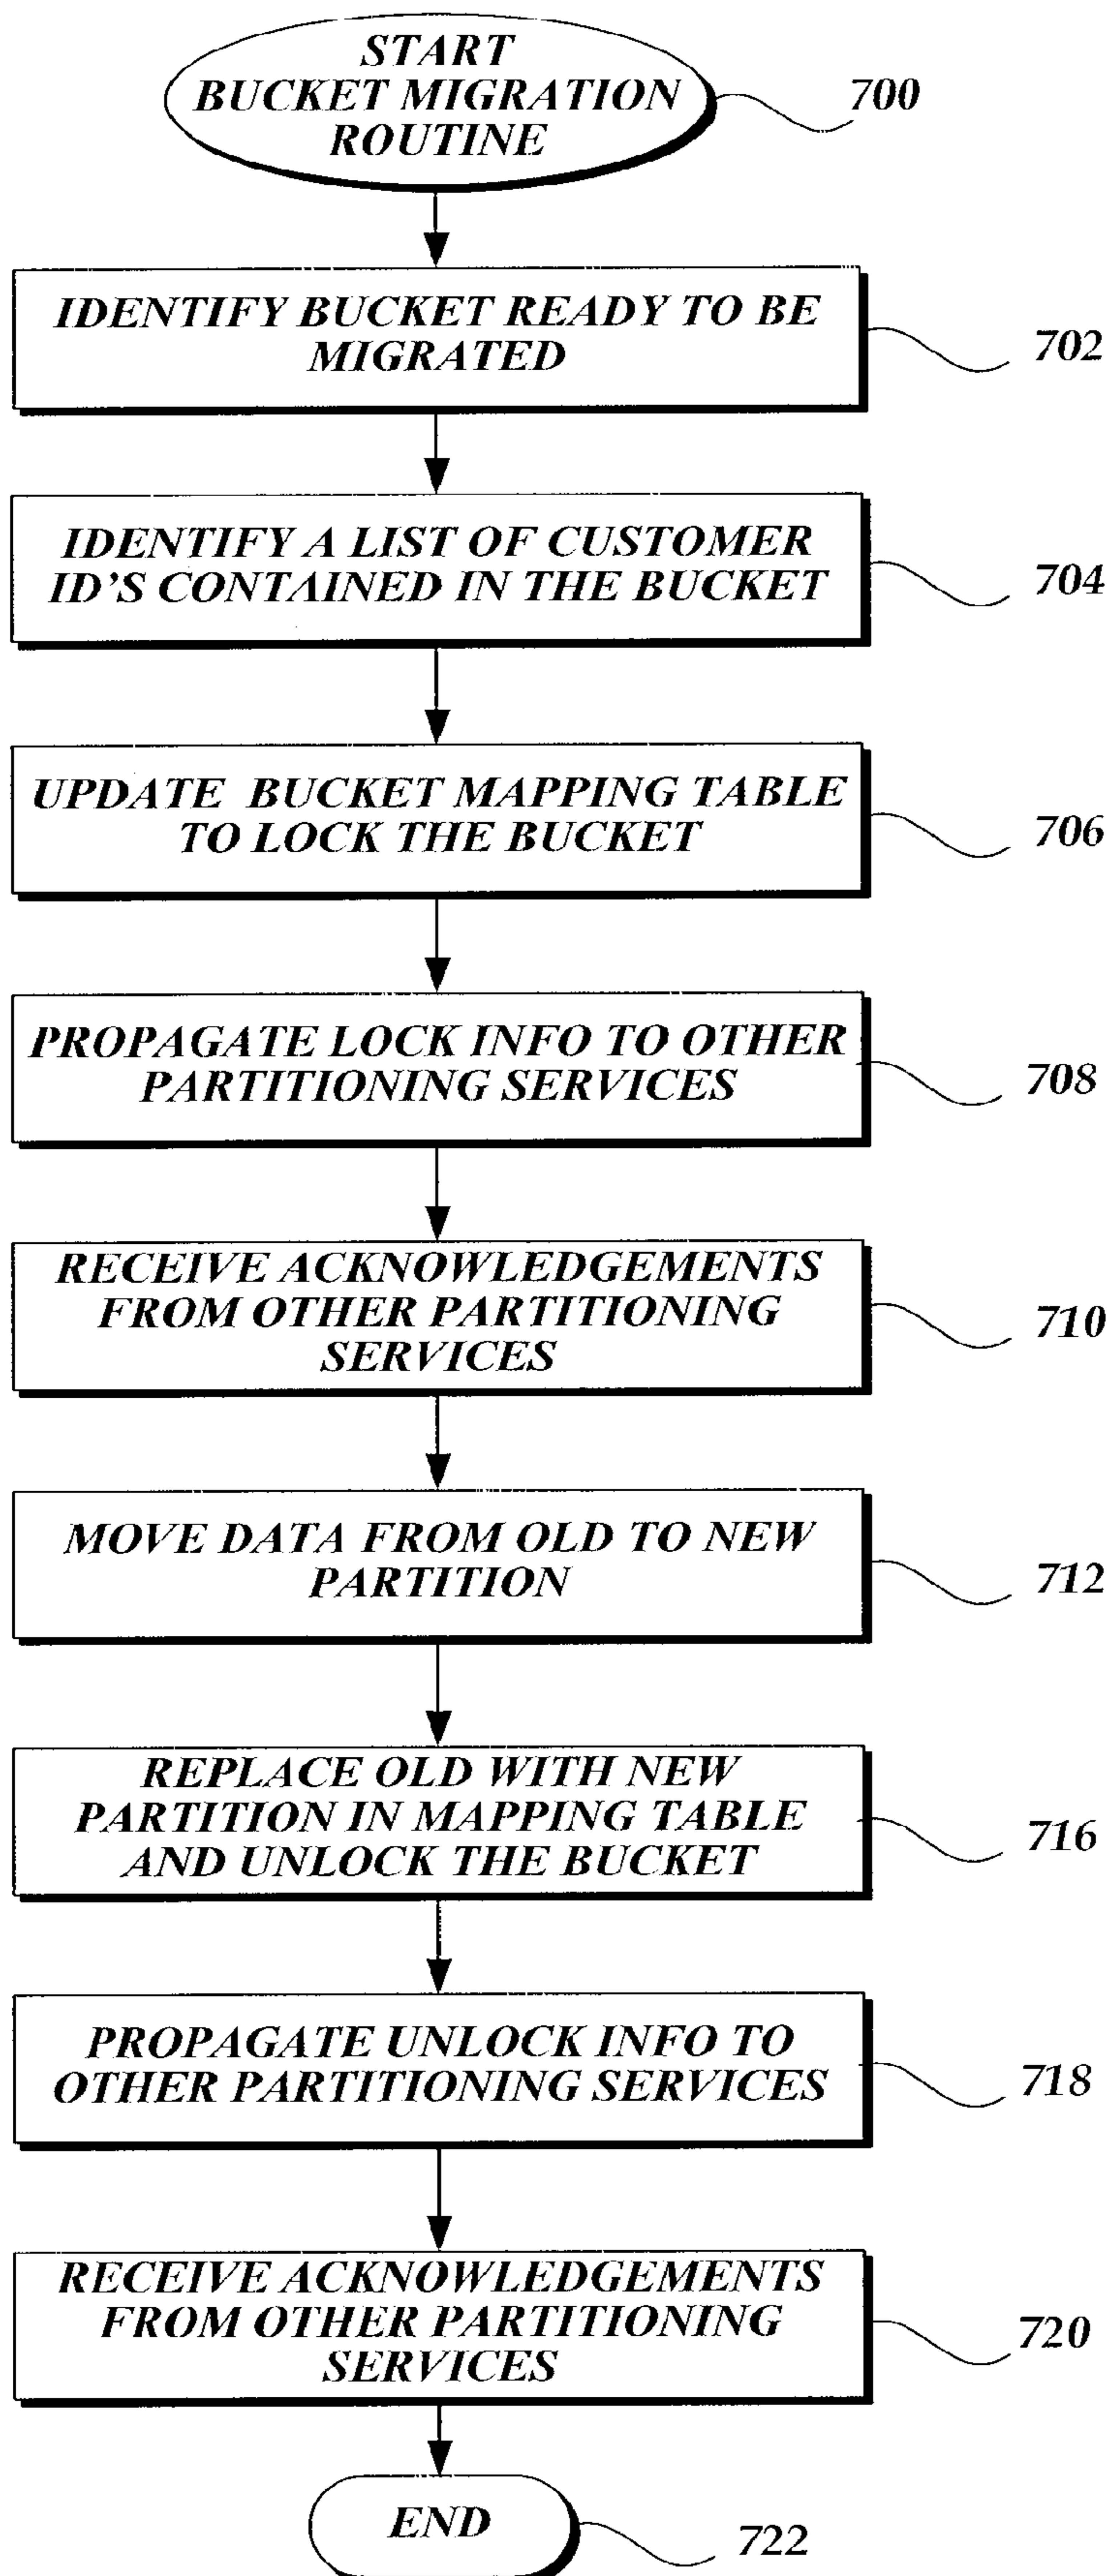 START
BUCKET MIGRATION
ROUTINE
700
IDENTIFY BUCKET READY TO BE
MIGRATED
702
IDENTIFY A LIST OF CUSTOMER
ID'S CONTAINED IN THE BUCKET
704
UPDATE BUCKET MAPPING TABLE
TO LOCK THE BUCKET
706
PROPAGATE LOCK INFO TO OTHER
PARTITIONING SERVICES
708
RECEIVE ACKNOWLEDGEMENTS
FROM OTHER PARTITIONING
SERVICES
710
MOVE DATA FROM OLD TO NEW
PARTITION
712
REPLACE OLD WITH NEW
PARTITION IN MAPPING TABLE
AND UNLOCK THE BUCKET
716
PROPAGATE UNLOCK INFO TO
OTHER PARTITIONING SERVICES
718
RECEIVE ACKNOWLEDGEMENTS
FROM OTHER PARTITIONING
SERVICES
720
END
722